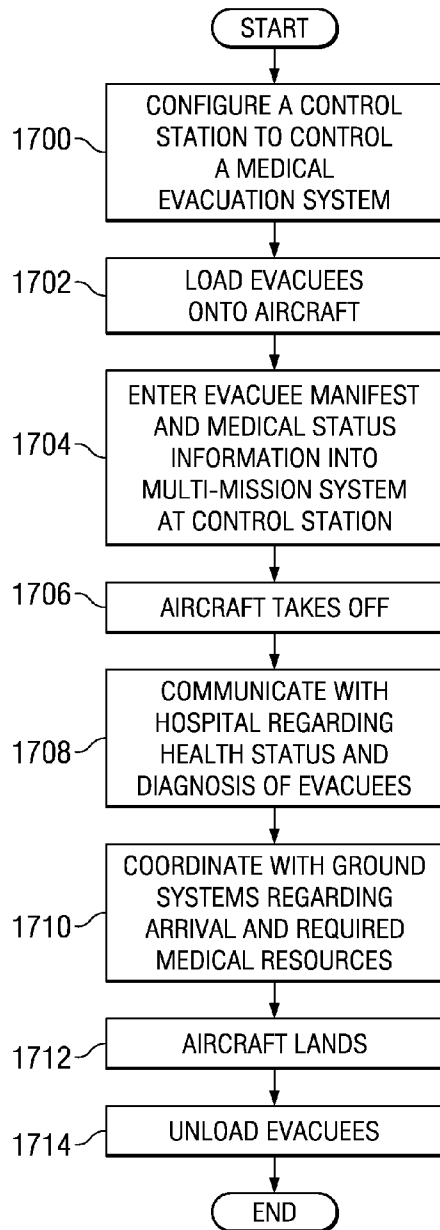 START
1700
CONFIGURE A CONTROL
STATION TO CONTROL
A MEDICAL
EVACUATION SYSTEM
1702
LOAD EVACUEES
ONTO AIRCRAFT
1704
ENTER EVACUEE MANIFEST
AND MEDICAL STATUS
INFORMATION INTO
MULTI-MISSION SYSTEM
AT CONTROL STATION
1706
AIRCRAFT TAKES OFF
1708
COMMUNICATE WITH
HOSPITAL REGARDING
HEALTH STATUS AND
DIAGNOSIS OF EVACUEES
1710
COORDINATE WITH GROUND
SYSTEMS REGARDING
ARRIVAL AND REQUIRED
MEDICAL RESOURCES
1712
AIRCRAFT LANDS
1714
UNLOAD EVACUEES
END